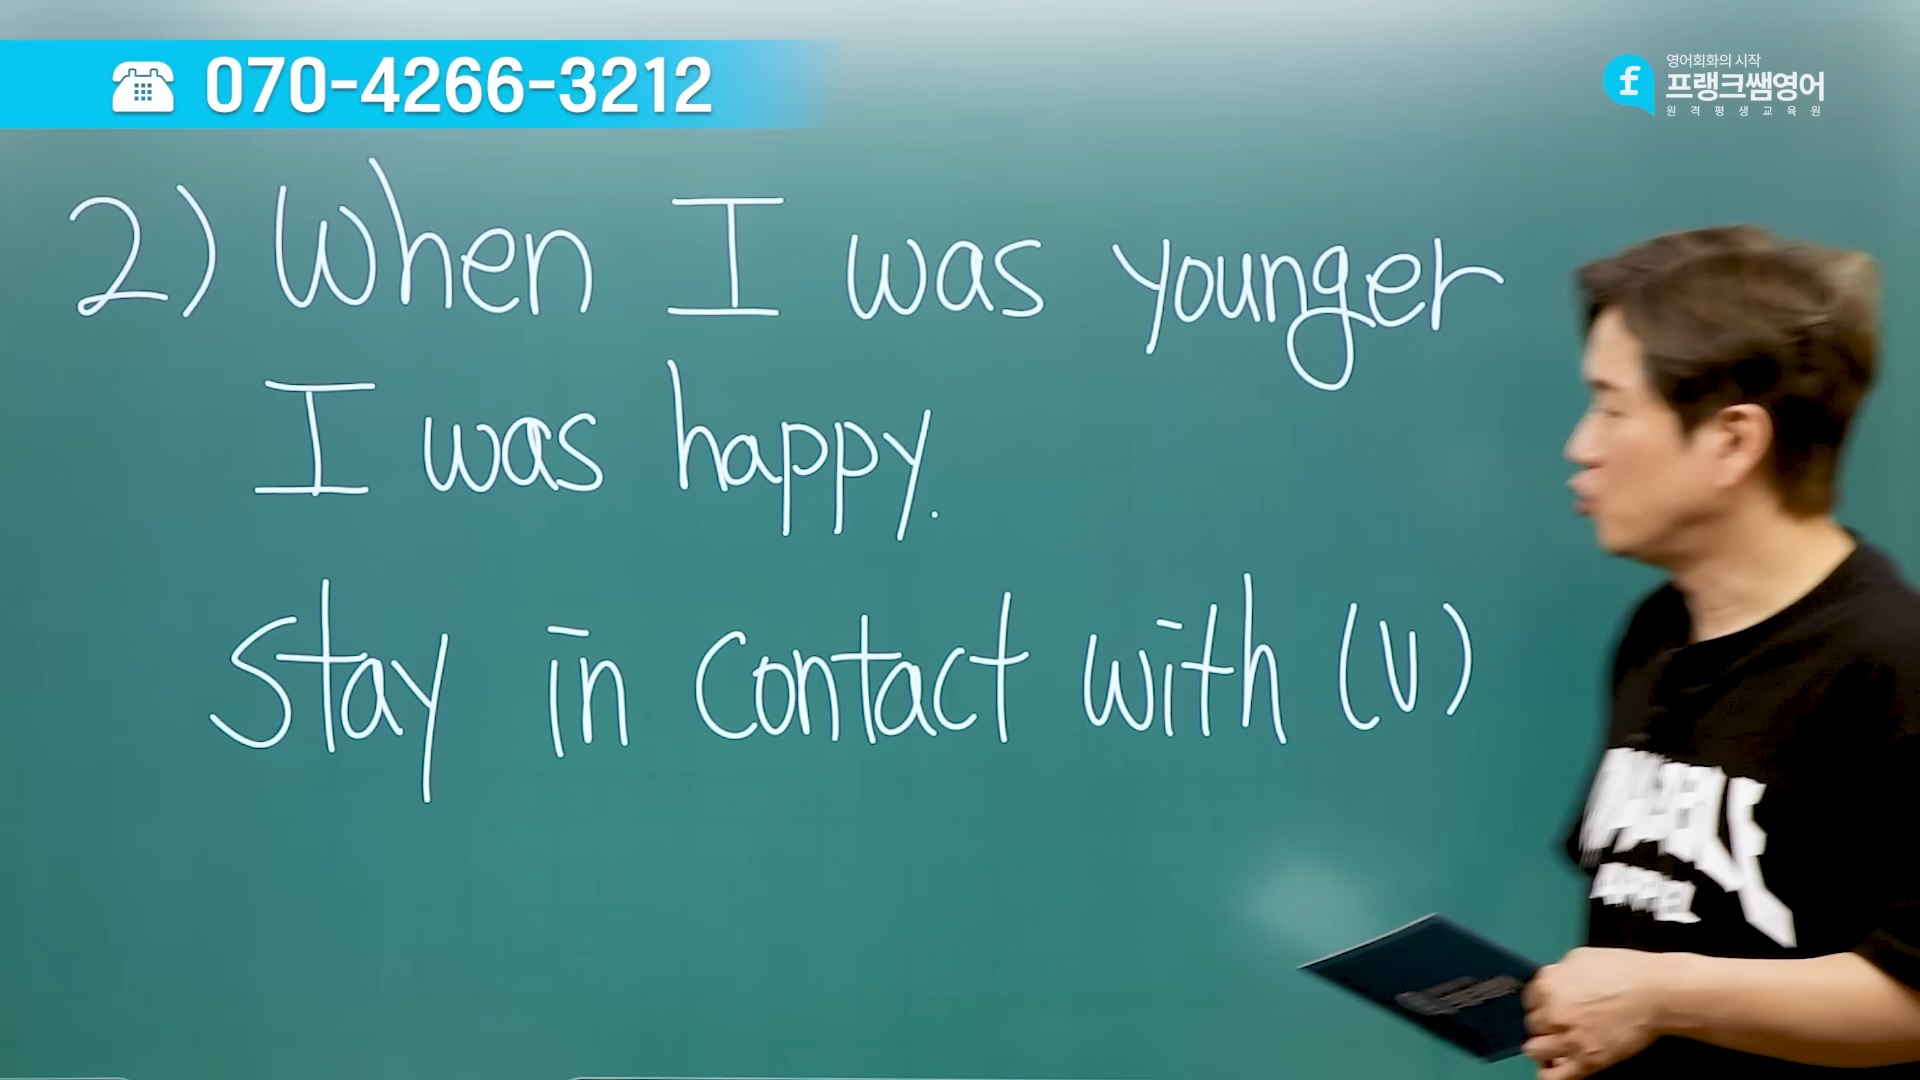 070-4266-3212
영어회화의 시작
프랭크쌤영어
원격평생교육원
2) When I was younger
I was happy.
Stay in contact with (V)